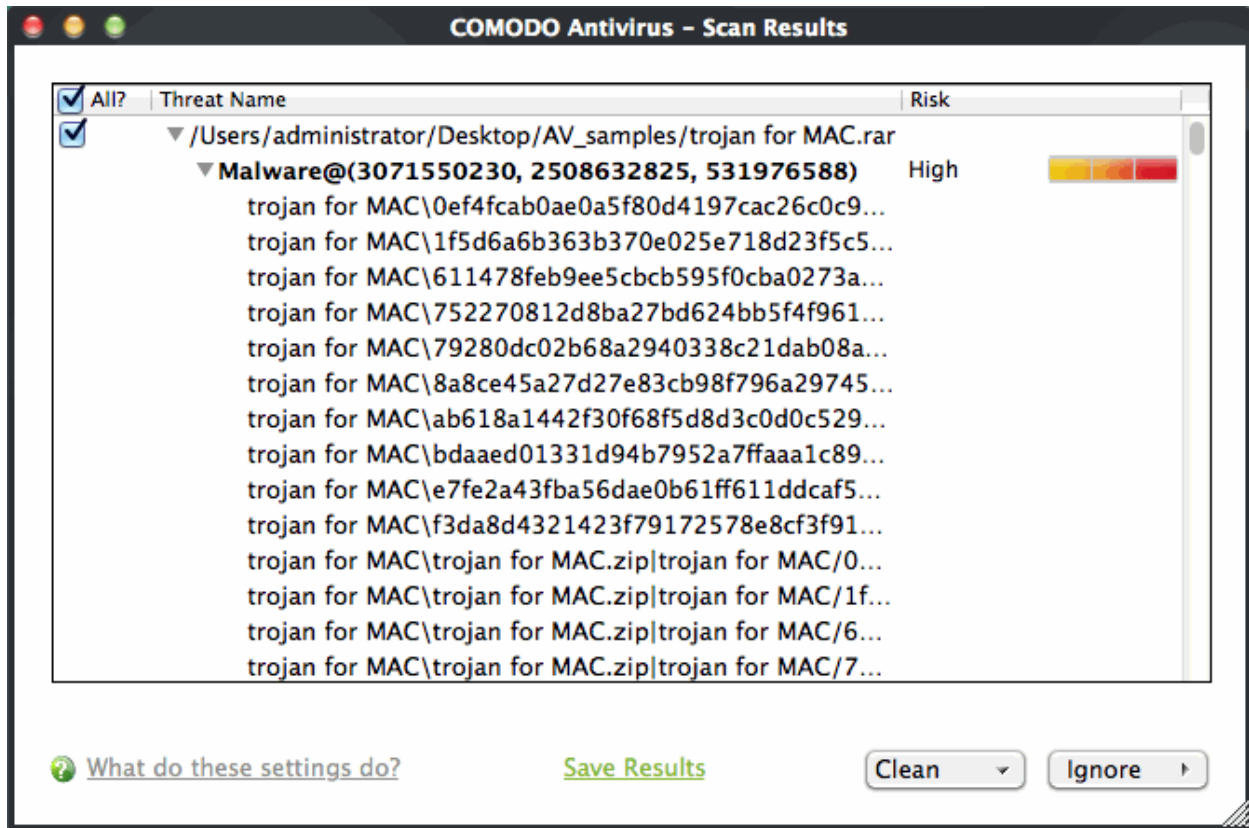 COMODO Antivirus – Scan Results
All? Threat Name Risk
/Users/administrator/Desktop/AV_samples/trojan for MAC.rar
Malware@(3071550230, 2508632825, 531976588) High
trojan for MAC\0ef4fcab0ae0a5f80d4197cac26c0c9...
trojan for MAC\1f5d6a6b363b370e025e718d23f5c5...
trojan for MAC\611478feb9ee5cbcb595f0cba0273a...
trojan for MAC\752270812d8ba27bd624bb5f4f961...
trojan for MAC\79280dc02b68a2940338c21dab08a...
trojan for MAC\8a8ce45a27d27e83cb98f796a29745...
trojan for MAC\ab618a1442f30f68f5d8d3c0d0c529...
trojan for MAC\bdaaed01331d94b7952a7ffaaa1c89...
trojan for MAC\e7fe2a43fba56dae0b61ff611ddcaf5...
trojan for MAC\f3da8d4321423f79172578e8cf3f91...
trojan for MAC\trojan for MAC.zip|trojan for MAC/0...
trojan for MAC\trojan for MAC.zip|trojan for MAC/1f...
trojan for MAC\trojan for MAC.zip|trojan for MAC/6...
trojan for MAC\trojan for MAC.zip|trojan for MAC/7...
What do these settings do? Save Results Clean Ignore